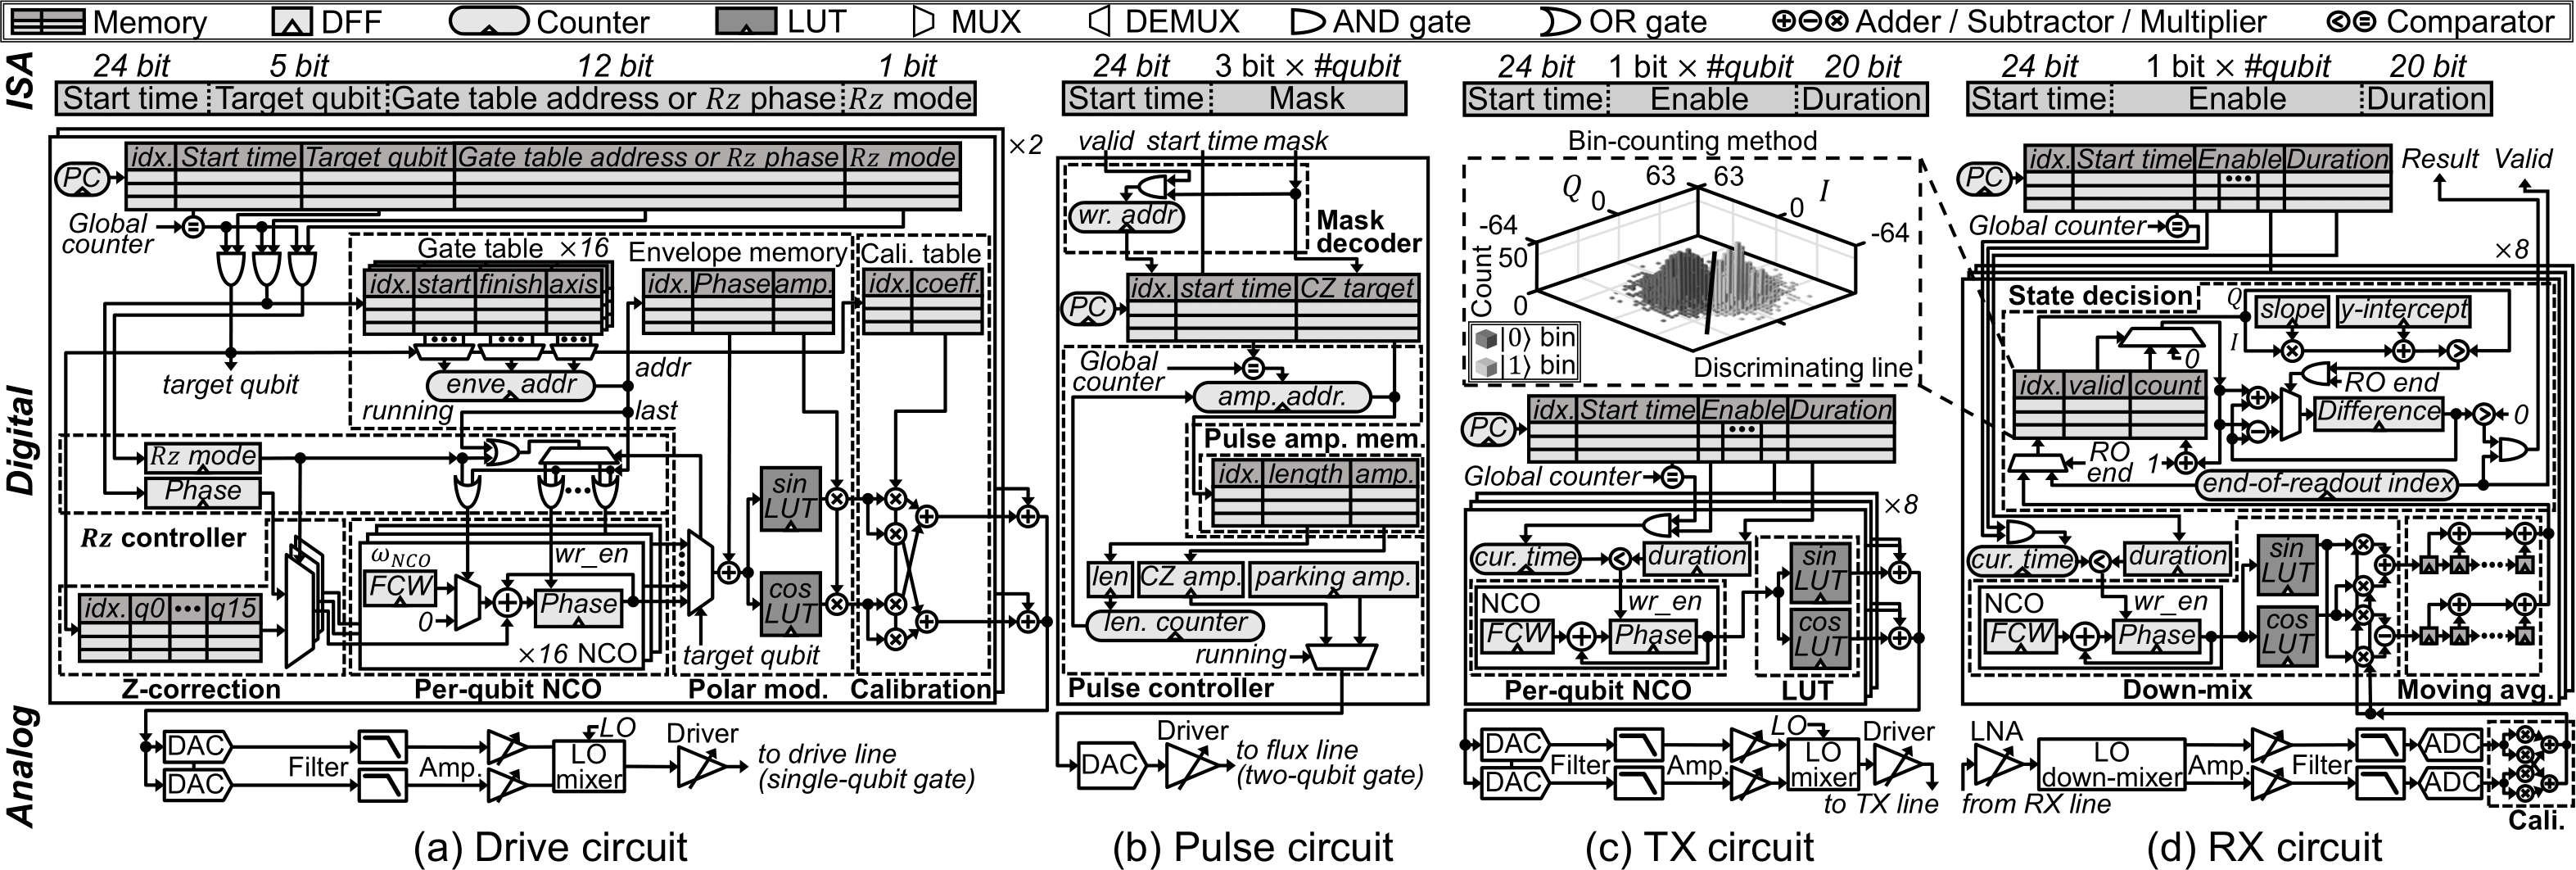 Memory DFF Counter LUT MUX DEMUX AND gate OR gate Adder / Subtractor / Multiplier Comparator
ISA
24 bit 5 bit 12 bit 1 bit
Start time Target qubit Gate table address or Rz phase Rz mode
24 bit 3 bit × #qubit
Start time Mask
24 bit 1 bit × #qubit 20 bit
Start time Enable Duration
24 bit 1 bit × #qubit 20 bit
Start time Enable Duration
Digital
×2
PC idx. Start time Target qubit Gate table address or Rz phase Rz mode
Global counter
Gate table ×16
idx. start finish axis
Envelope memory
idx. Phase amp.
Cali. table
idx. coeff.
target qubit
enve. addr
addr
running
last
Rz mode
Phase
Rz controller
sin LUT
cos LUT
ωNCO
FCW
0
wr_en
Phase
×16 NCO
idx. q0 ••• q15
target qubit
Z-correction
Per-qubit NCO
Polar mod.
Calibration
valid start time mask
wr. addr
Mask decoder
PC idx. start time CZ target
Global counter
amp. addr.
Pulse amp. mem.
idx. length amp.
len CZ amp. parking amp.
len. counter
running
Pulse controller
Bin-counting method
Q 0 63 63 0 I
-64 -64
Count 50 0
|0⟩ bin
|1⟩ bin
Discriminating line
PC idx. Start time Enable Duration
Global counter
×8
cur. time < duration
NCO wr_en
FCW Phase
sin LUT
cos LUT
Per-qubit NCO
LUT
PC idx. Start time Enable Duration
Result Valid
Global counter
×8
State decision
Q
I
slope y-intercept
0
RO end
idx. valid count
Difference
> 0
RO end
1
end-of-readout index
cur. time < duration
NCO wr_en
FCW Phase
sin LUT
cos LUT
Down-mix
Moving avg.
Analog
DAC
DAC
Filter
Amp.
LO
LO mixer
Driver
to drive line (single-qubit gate)
DAC
Driver
to flux line (two-qubit gate)
DAC
DAC
Filter
Amp.
LO
LO mixer
Driver
to TX line
LNA
from RX line
LO down-mixer
Amp.
Filter
ADC
ADC
Cali.
(a) Drive circuit (b) Pulse circuit (c) TX circuit (d) RX circuit